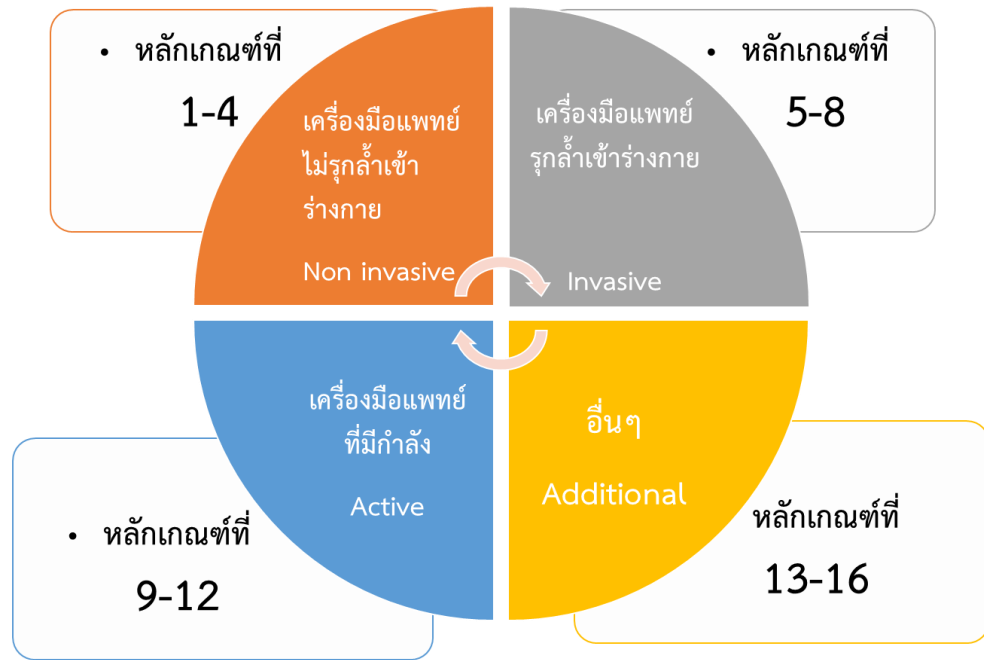 • หลักเกณฑ์ที่
1-4
เครื่องมือแพทย์
ไม่รุกล้ำเข้า
ร่างกาย
Non invasive
• หลักเกณฑ์ที่
5-8
เครื่องมือแพทย์
รุกล้ำเข้าร่างกาย
Invasive
เครื่องมือแพทย์
ที่มีกำลัง
Active
• หลักเกณฑ์ที่
9-12
อื่นๆ
Additional
หลักเกณฑ์ที่
13-16